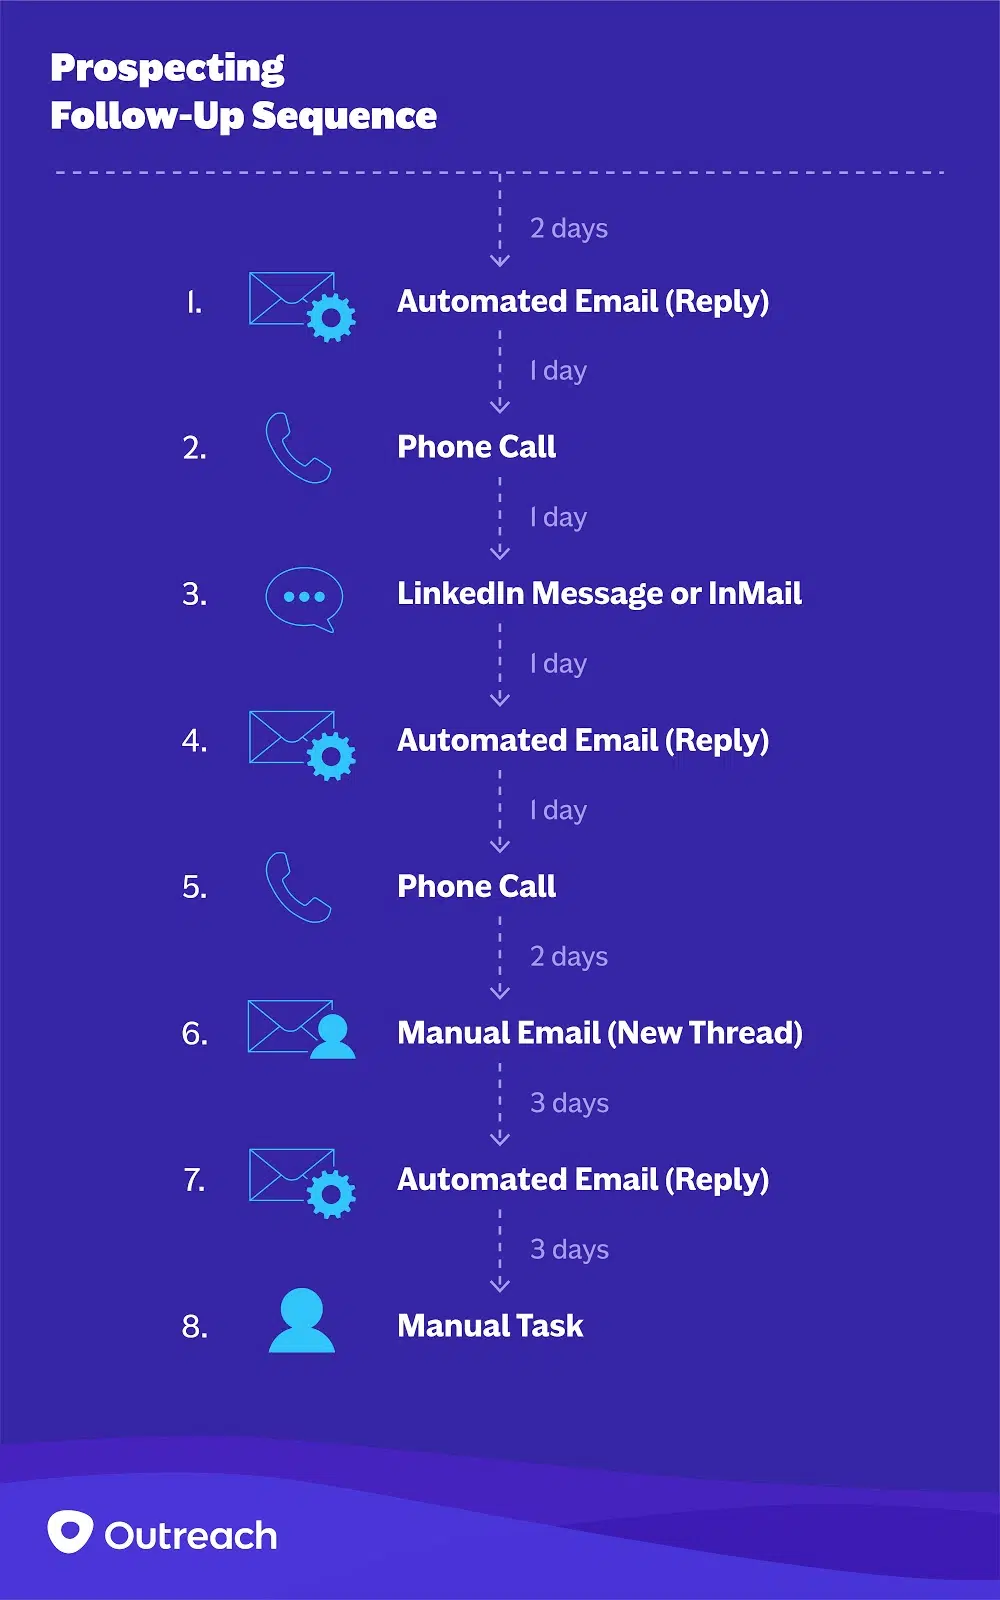 Prospecting
Follow-Up Sequence
2 days
1. Automated Email (Reply)
1 day
2. Phone Call
1 day
3. LinkedIn Message or InMail
1 day
4. Automated Email (Reply)
1 day
5. Phone Call
2 days
6. Manual Email (New Thread)
3 days
7. Automated Email (Reply)
3 days
8. Manual Task
Outreach